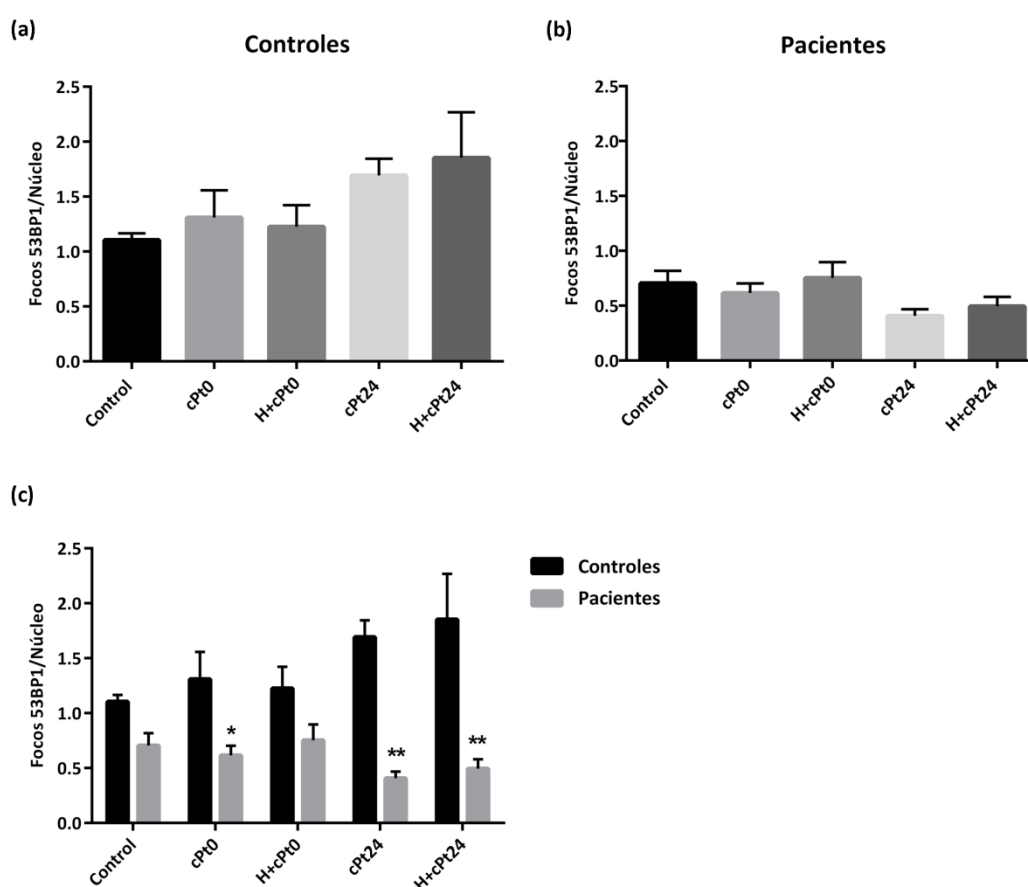 (a)
Controles
Focos 53BP1/Núcleo
2.5
2.0
1.5
1.0
0.5
0.0
Control
cPt0
H+cPt0
cPt24
H+cPt24
(b)
Pacientes
Focos 53BP1/Núcleo
2.5
2.0
1.5
1.0
0.5
0.0
Control
cPt0
H+cPt0
cPt24
H+cPt24
(c)
Focos 53BP1/Núcleo
2.5
2.0
1.5
1.0
0.5
0.0
*
**
**
Control
cPt0
H+cPt0
cPt24
H+cPt24
Controles
Pacientes